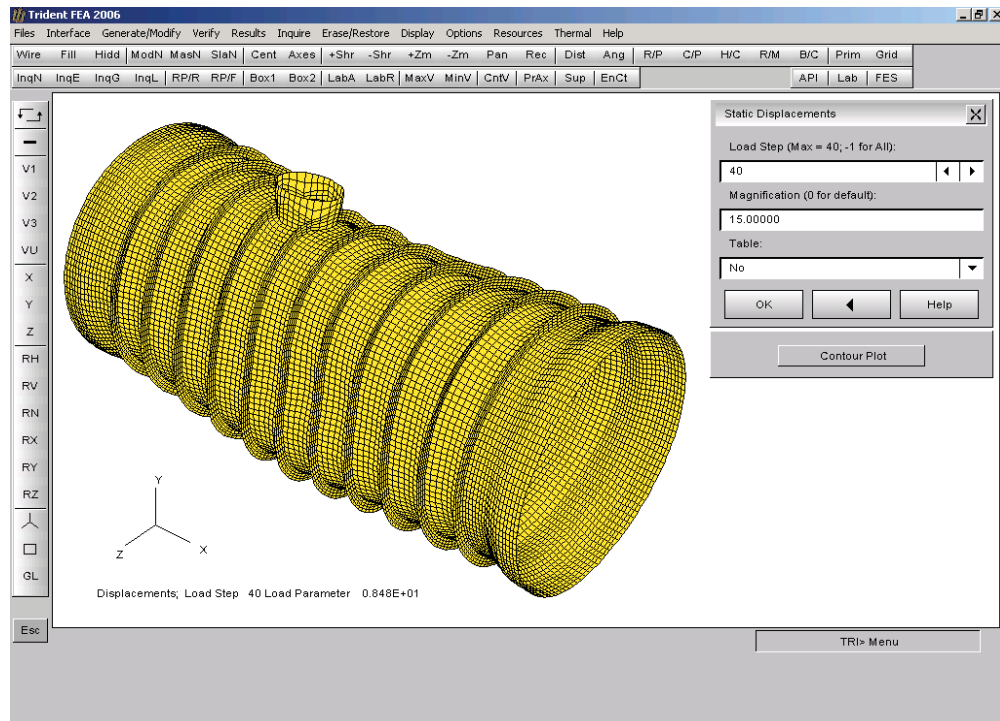 Trident FEA 2006
Files Interface Generate/Modify Verify Results Inquire Erase/Restore Display Options Resources Thermal Help
Wire Fill Hidd ModN MasN SlaN Cent Axes +Shr -Shr +Zm -Zm Pan Rec Dist Ang R/P C/P H/C R/M B/C Prim Grid
InqN InqE InqG InqL RP/R RP/F Box1 Box2 LabA LabR MaxV MinV CntV PrAx Sup EnCt API Lab FES
V1
V2
V3
VU
X
Y
Z
RH
RV
RN
RX
RY
RZ
GL
Esc
Y
Z
X
Displacements; Load Step 40 Load Parameter 0.848E+01
Static Displacements
Load Step (Max = 40; -1 for All):
40
Magnification (0 for default):
15.00000
Table:
No
OK Help
Contour Plot
TRI> Menu